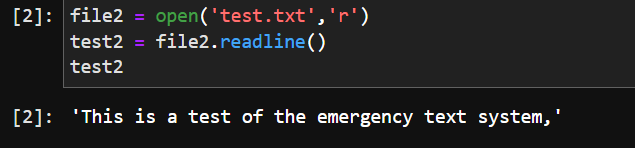 [2]: file2 = open('test.txt','r')
test2 = file2.readline()
test2
[2]: 'This is a test of the emergency text system,'